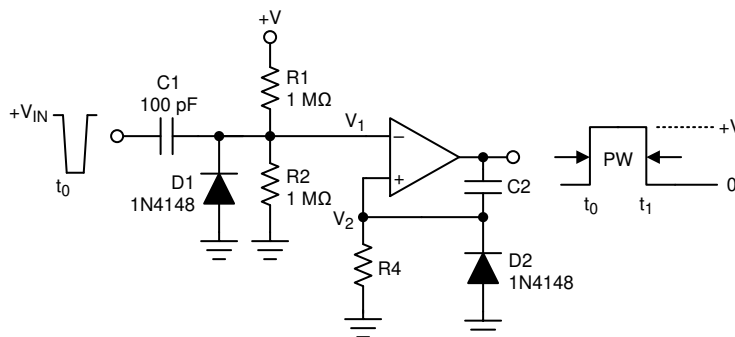 +V
C1
100 pF
R1
1 MΩ
+VIN
t0
V1
−
+
D1
1N4148
R2
1 MΩ
V2
R4
C2
D2
1N4148
PW
+V
0
t0
t1